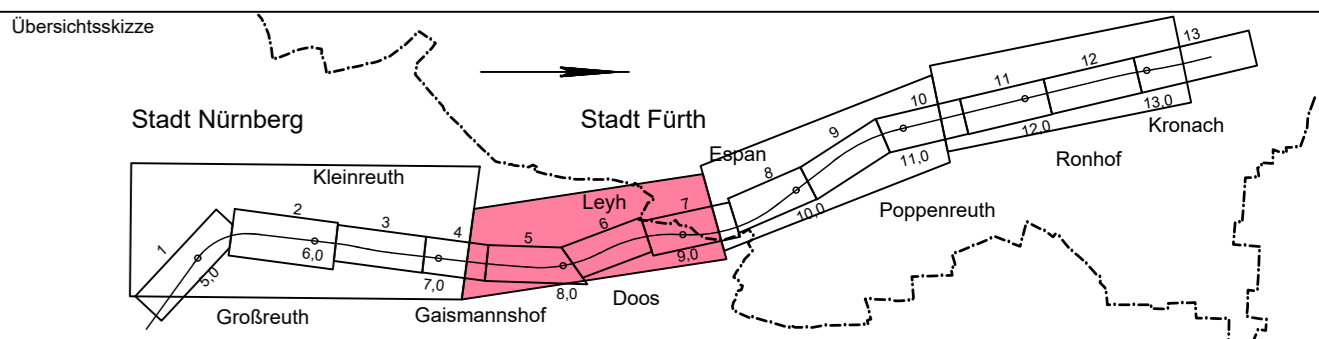 Übersichtsskizze
Stadt Nürnberg
Stadt Fürth
Kleinreuth
Leyh
Espan
Kronach
Ronhof
Poppenreuth
Doos
Gaismannshof
Großreuth
1
2
3
4
5
6
7
8
9
10
11
12
13
5,0
6,0
7,0
8,0
9,0
10,0
11,0
12,0
13,0